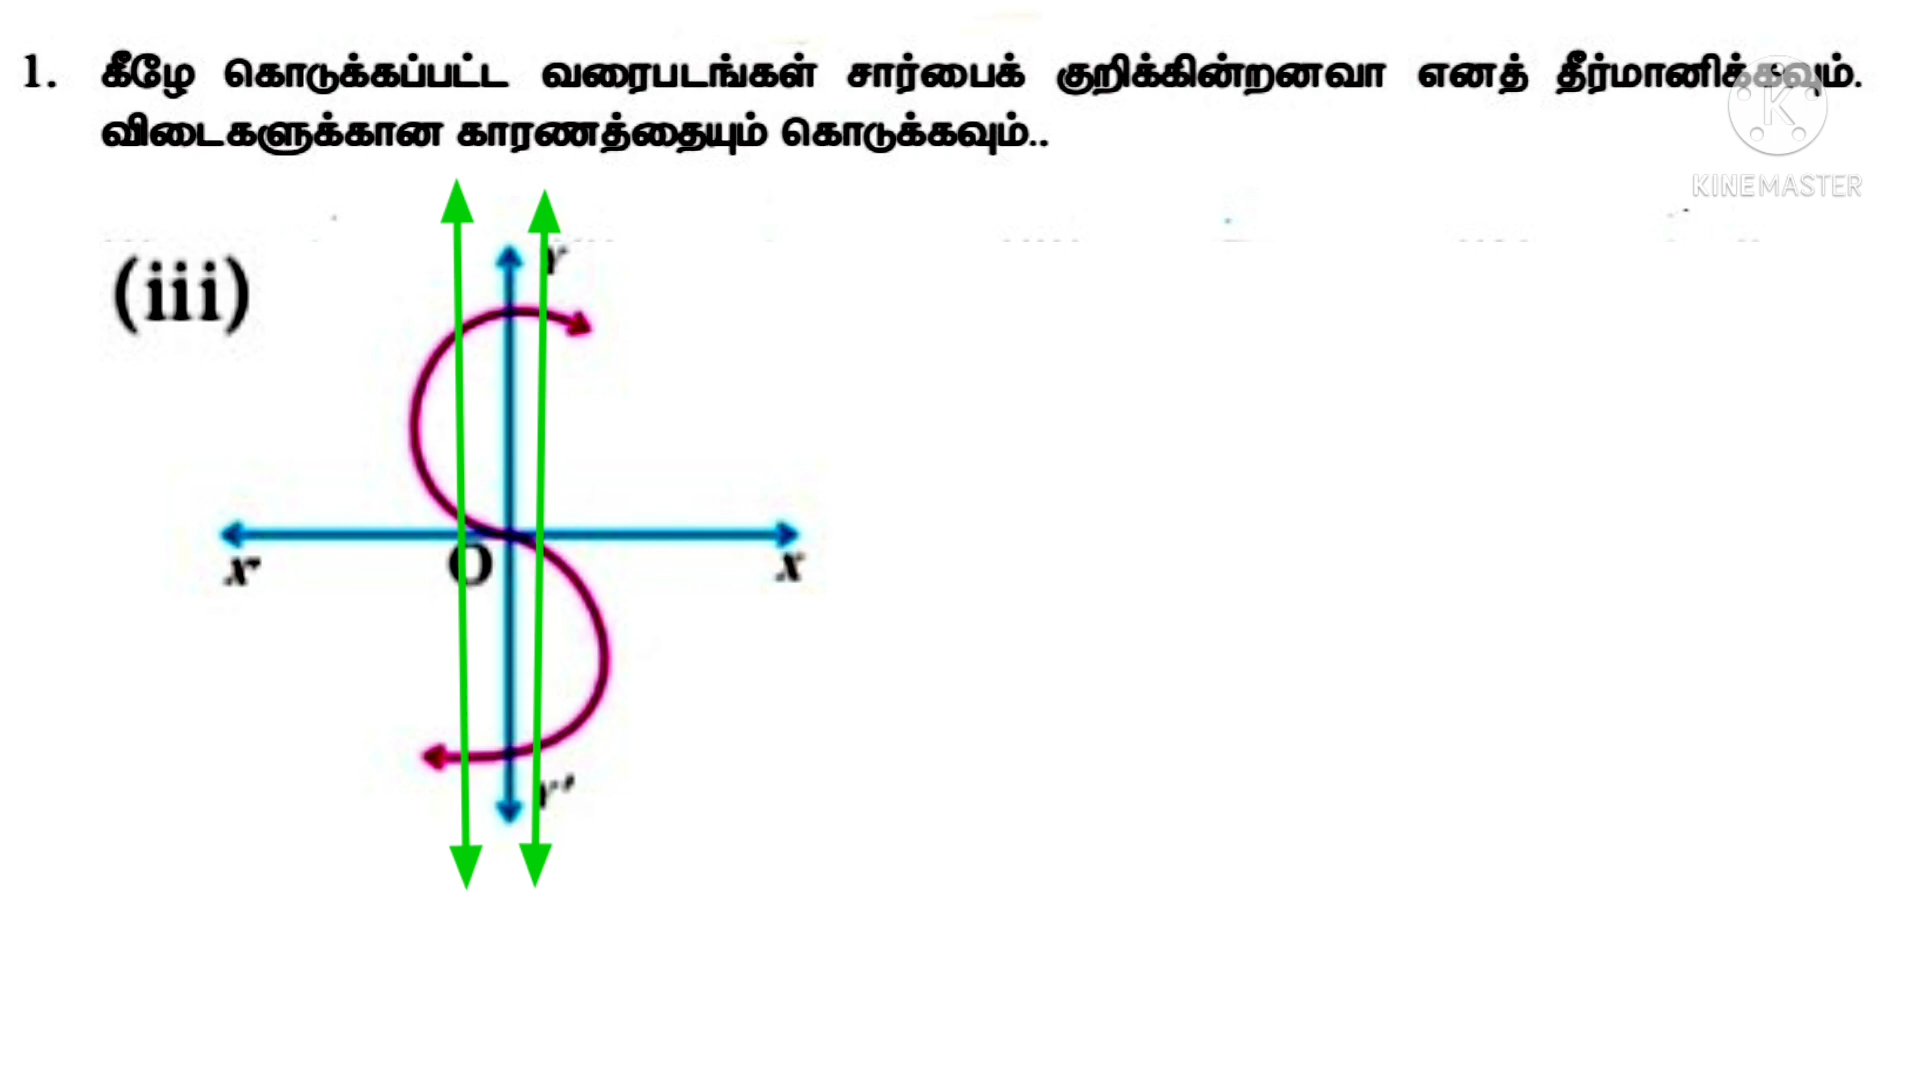 1. கீழே கொடுக்கப்பட்ட வரைபடங்கள் சார்பைக் குறிக்கின்றனவா எனத் தீர்மானிக்கவும்.
விடைகளுக்கான காரணத்தையும் கொடுக்கவும்..
K
KINEMASTER
(iii)
Y
x' O x
Y'